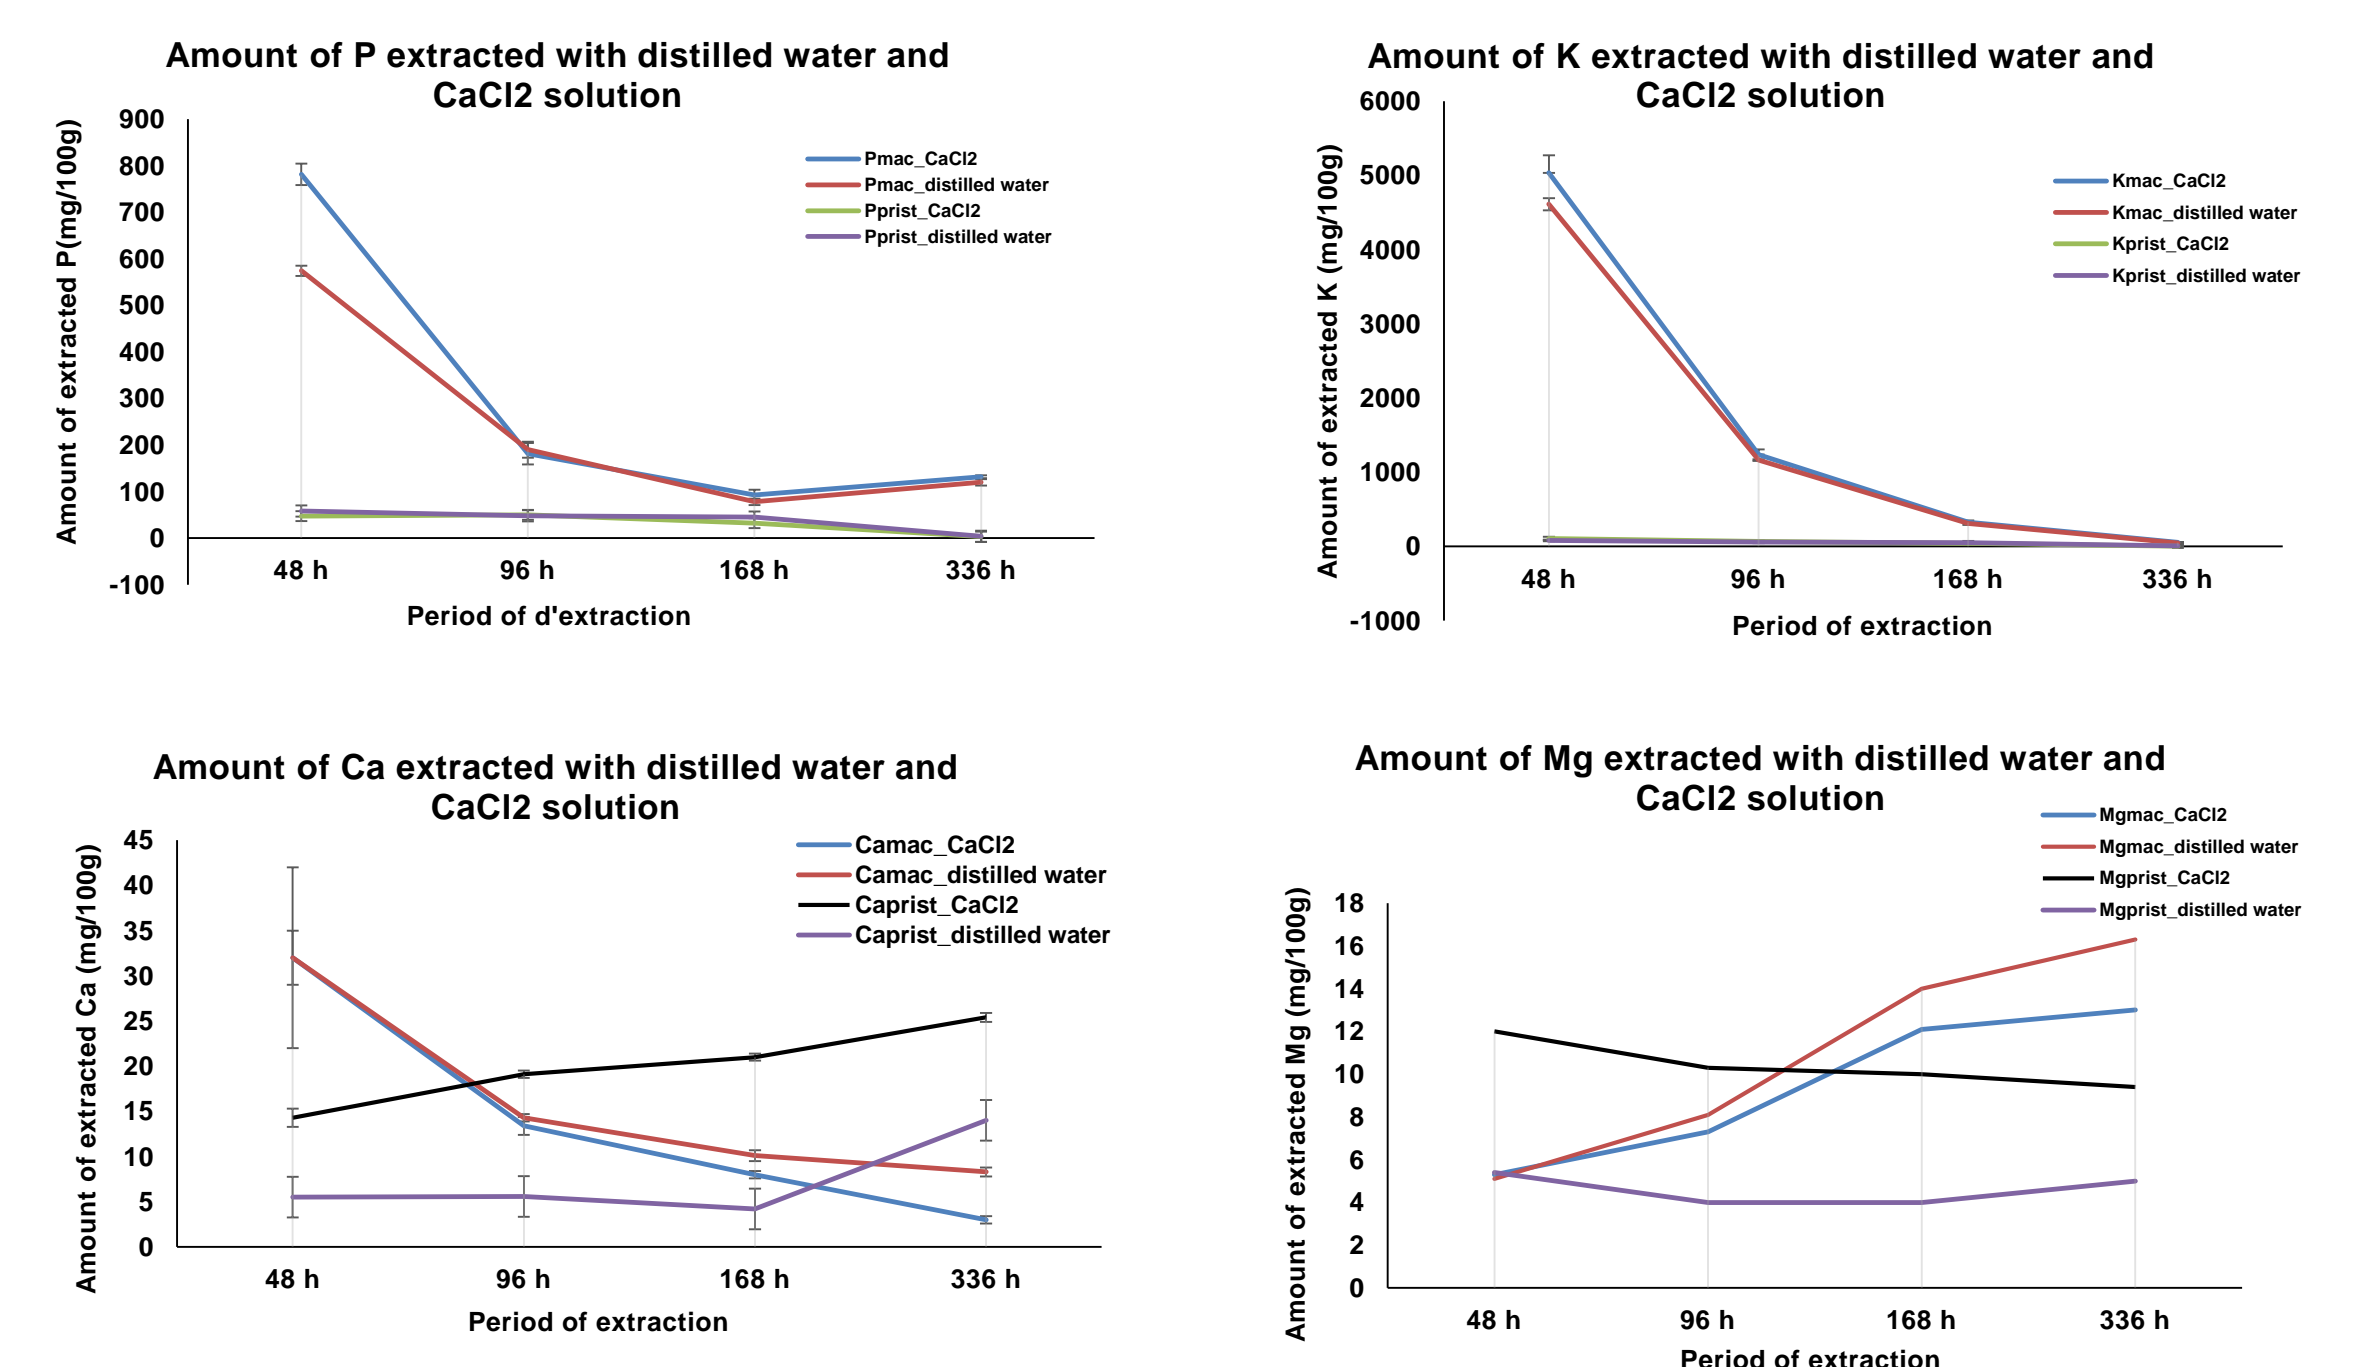 Amount of P extracted with distilled water and
CaCl2 solution
Amount of extracted P(mg/100g)
900
800
700
600
500
400
300
200
100
0
-100
Pmac_CaCl2
Pmac_distilled water
Pprist_CaCl2
Pprist_distilled water
48 h
96 h
168 h
336 h
Period of d'extraction
Amount of K extracted with distilled water and
CaCl2 solution
Amount of extracted K (mg/100g)
6000
5000
4000
3000
2000
1000
0
-1000
Kmac_CaCl2
Kmac_distilled water
Kprist_CaCl2
Kprist_distilled water
48 h
96 h
168 h
336 h
Period of extraction
Amount of Ca extracted with distilled water and
CaCl2 solution
Amount of extracted Ca (mg/100g)
45
40
35
30
25
20
15
10
5
0
Camac_CaCl2
Camac_distilled water
Caprist_CaCl2
Caprist_distilled water
48 h
96 h
168 h
336 h
Period of extraction
Amount of Mg extracted with distilled water and
CaCl2 solution
Amount of extracted Mg (mg/100g)
18
16
14
12
10
8
6
4
2
0
Mgmac_CaCl2
Mgmac_distilled water
Mgprist_CaCl2
Mgprist_distilled water
48 h
96 h
168 h
336 h
Period of extraction